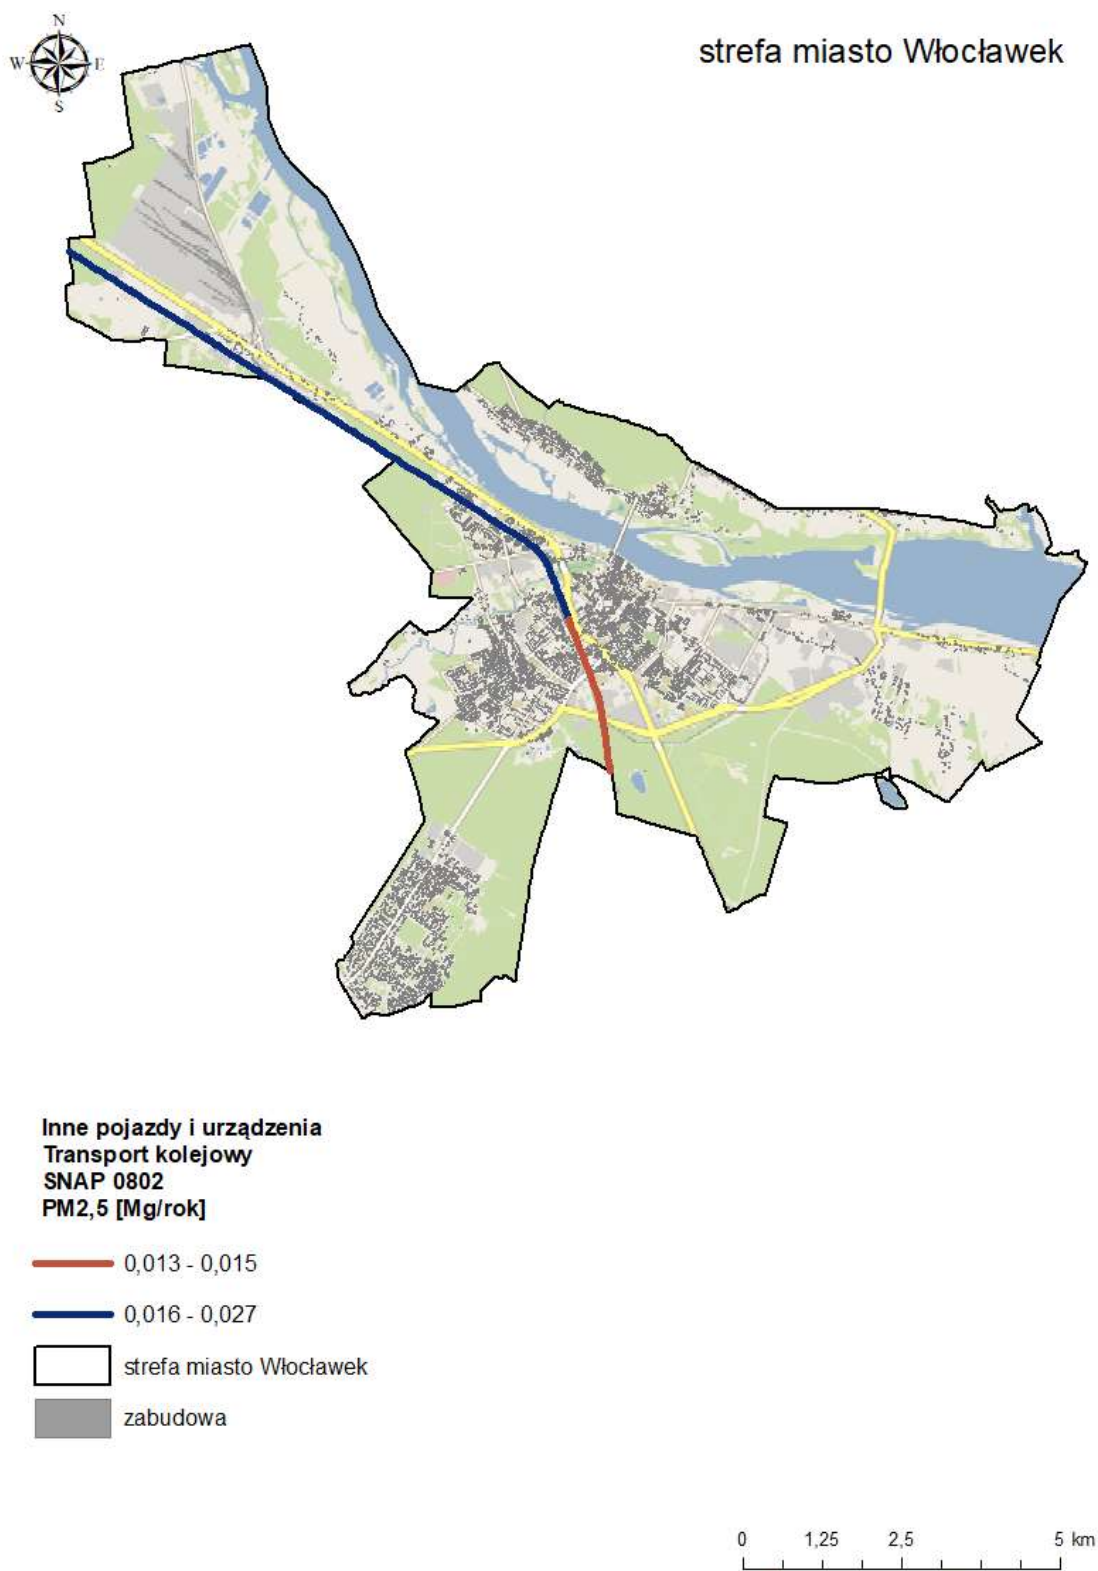 N
strefa miasto Włocławek
W E
S
Inne pojazdy i urządzenia
Transport kolejowy
SNAP 0802
PM2,5 [Mg/rok]
0,013 - 0,015
0,016 - 0,027
strefa miasto Włocławek
zabudowa
0 1,25 2,5 5 km